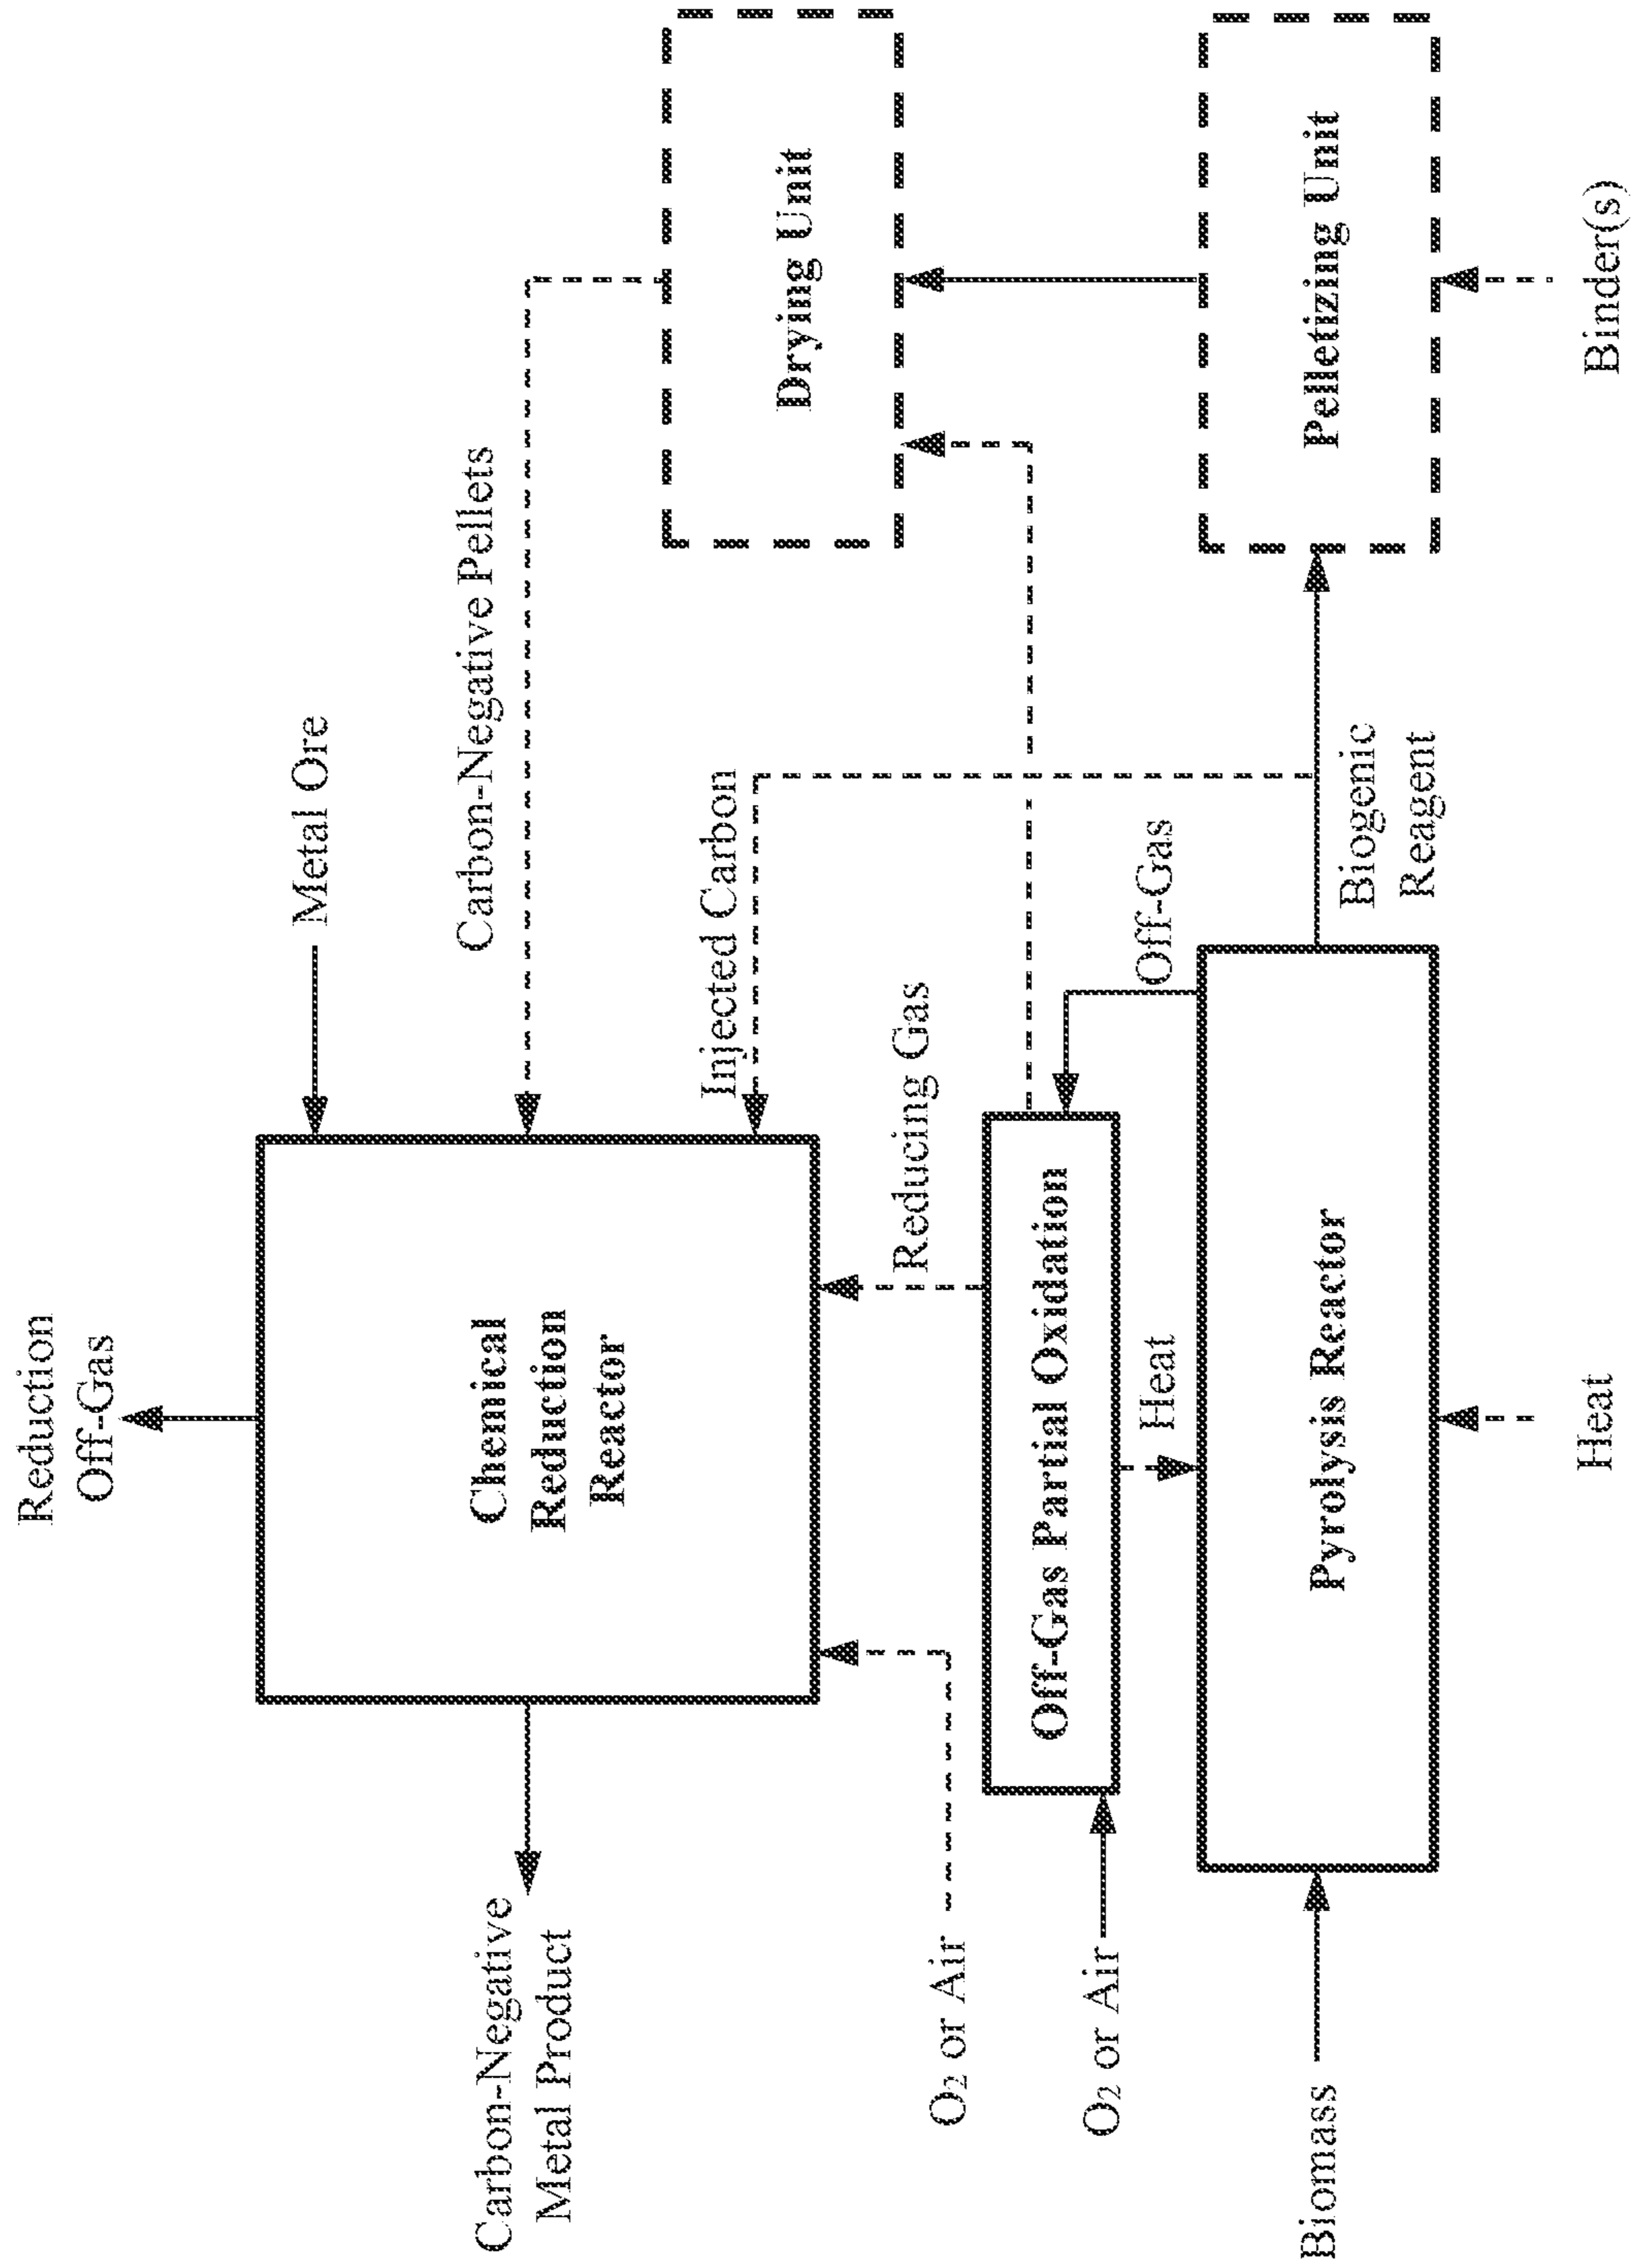 Reduction
Off-Gas
Metal Ore
Carbon-Negative Pellets
Injected Carbon
Chemical
Reduction
Reactor
Carbon-Negative
Metal Product
Drying Unit
Reducing Gas
O₂ or Air
Off-Gas Partial Oxidation
O₂ or Air
Off-Gas
Heat
Biomass
Pyrolysis Reactor
Biogenic
Reagent
Pelletizing Unit
Heat
Binder(s)